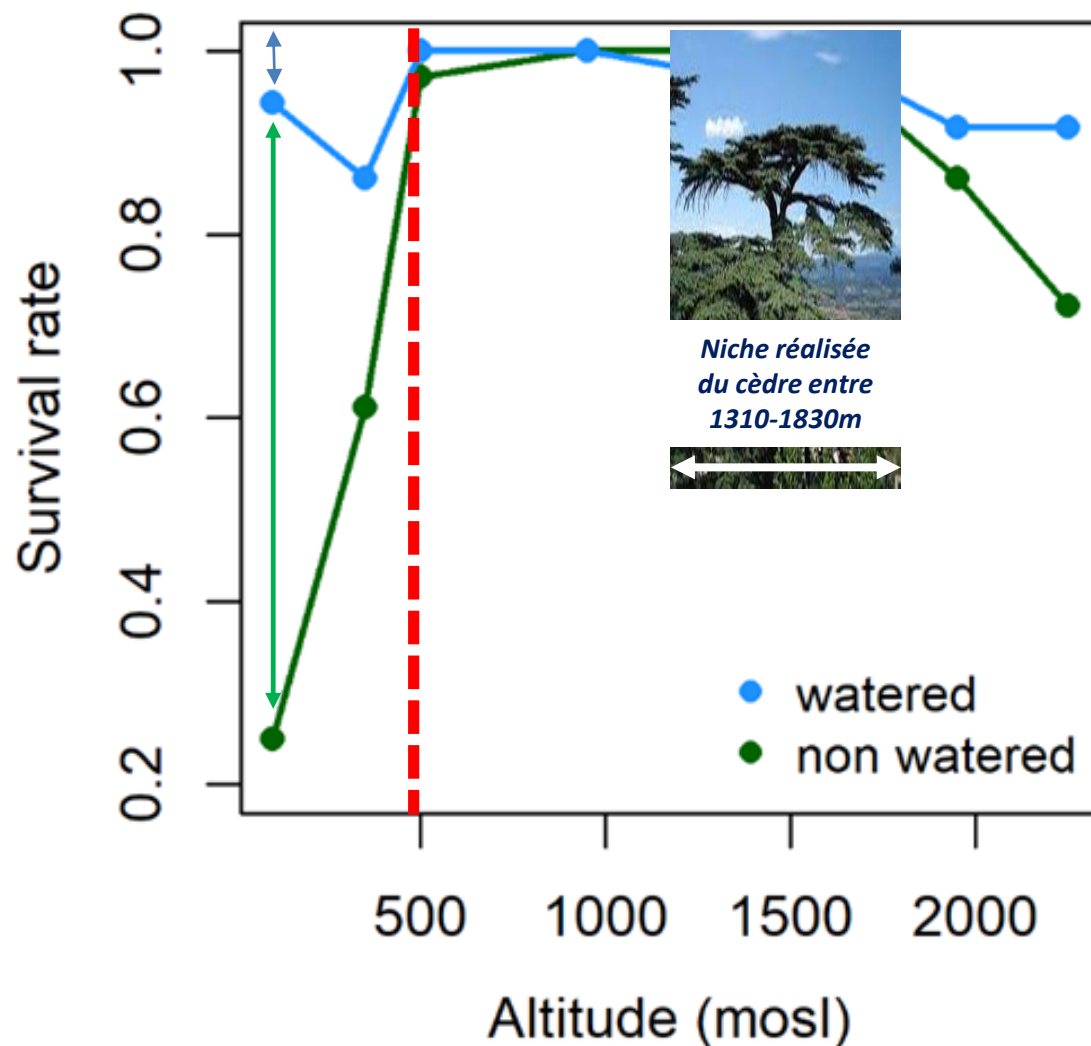 1.0
0.8
0.6
0.4
0.2
Survival rate
Niche réalisée
du cèdre entre
1310-1830m
watered
non watered
500 1000 1500 2000
Altitude (mosl)